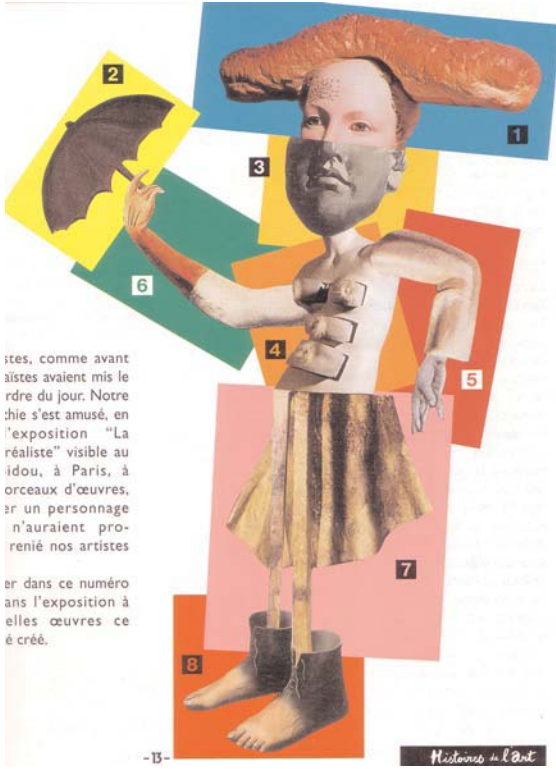 1
2
3
6
4
5
7
8
stes, comme avant
aïstes avaient mis le
ordre du jour. Notre
thie s'est amusé, en
l'exposition "La
réaliste" visible au
idou, à Paris, à
orceaux d'œuvres,
er un personnage
n'auraient pro-
renié nos artistes
er dans ce numéro
ans l'exposition à
elles œuvres ce
é créé.
-13-
Histoires de l'art